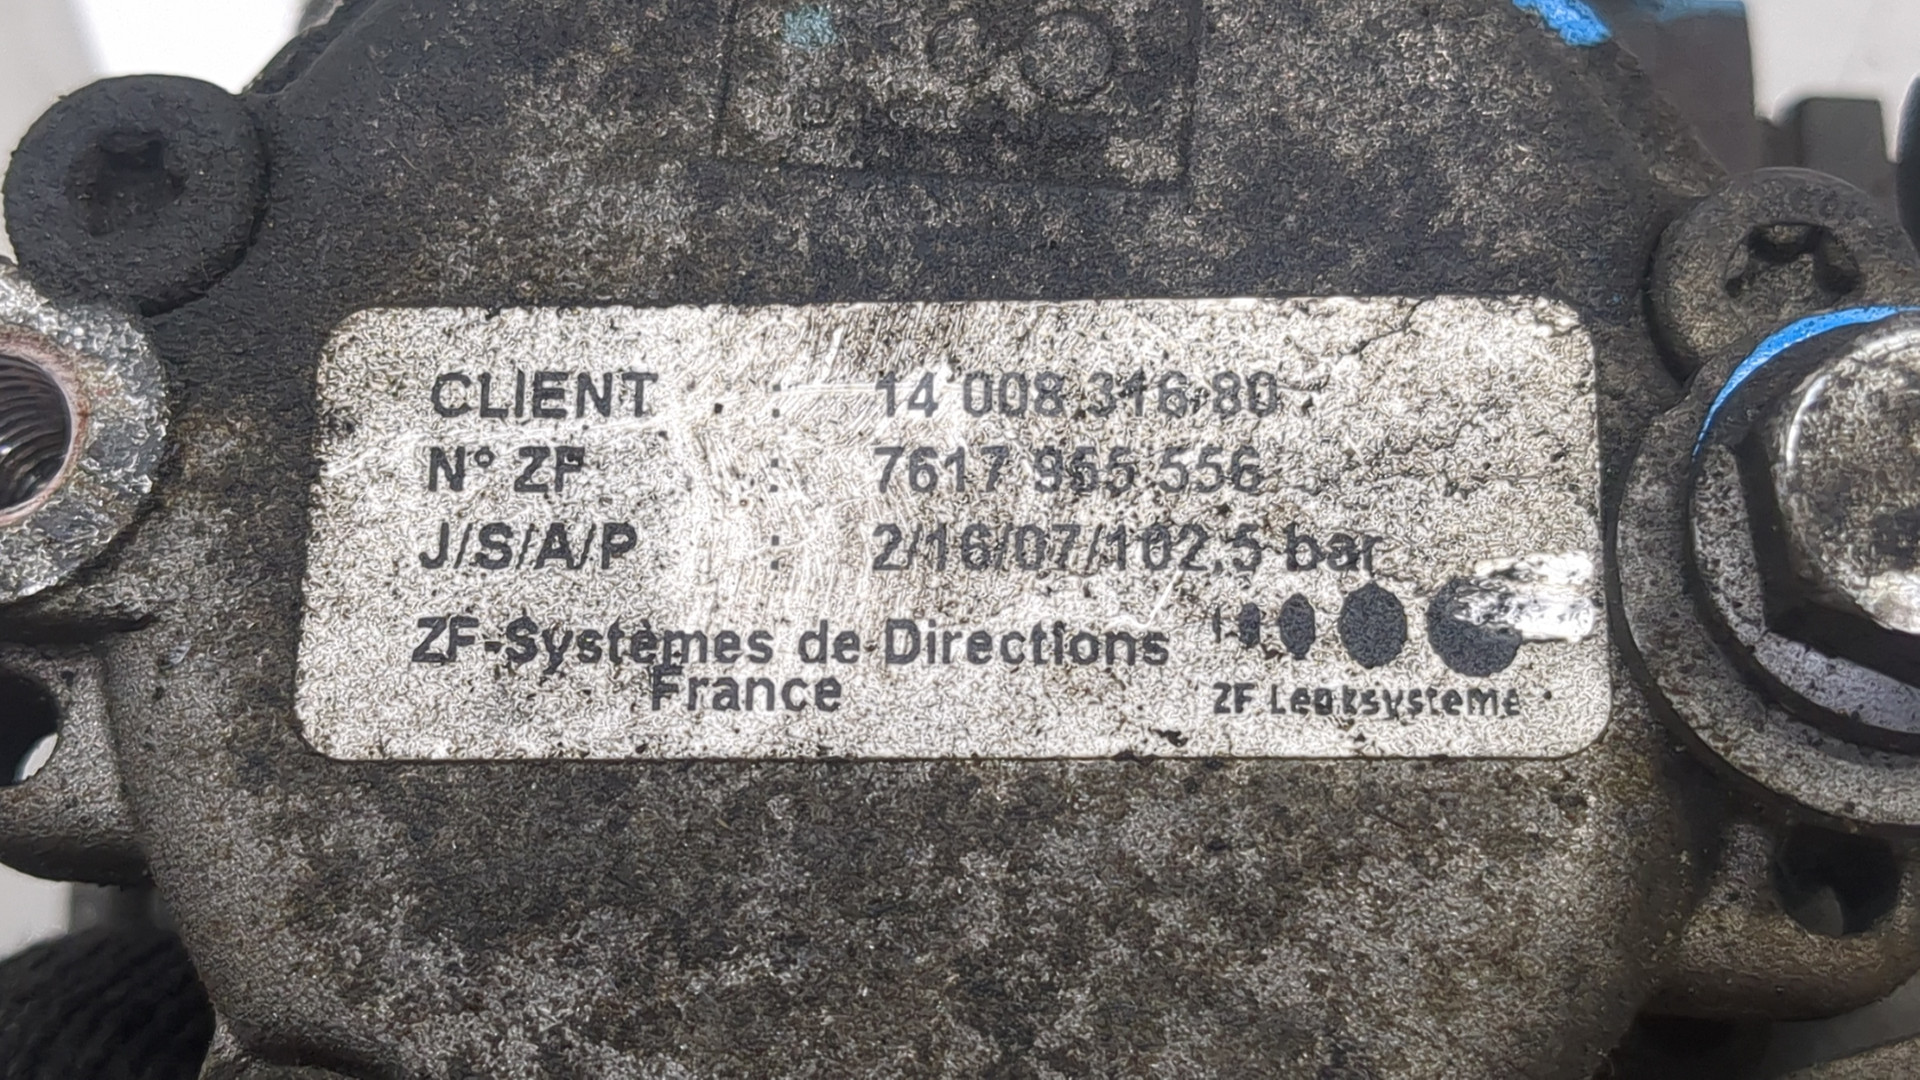 CLIENT : 14 008 316 80
N° ZF : 7617 955 556
J/S/A/P : 2/16/07/102,5 bar
ZF-Systèmes de Directions
France
ZF Lenksysteme